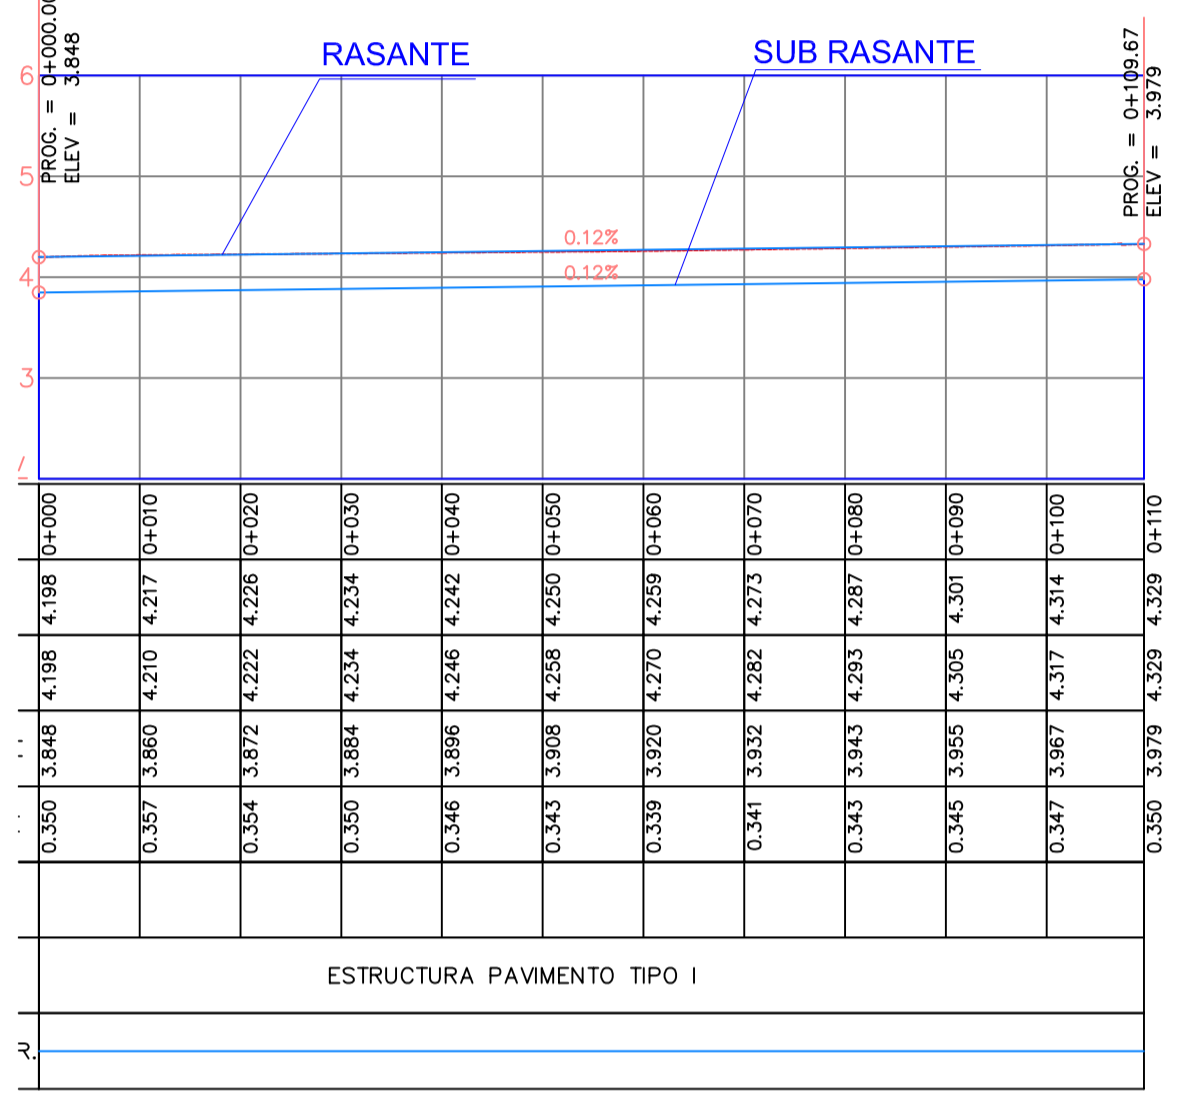 PROG. = 0+000.00
ELEV = 3.848
RASANTE
SUB RASANTE
PROG. = 0+109.67
ELEV = 3.979
6
5
4
3
0.12%
0.12%
0+000 0+010 0+020 0+030 0+040 0+050 0+060 0+070 0+080 0+090 0+100 0+110
4.198 4.217 4.226 4.234 4.242 4.250 4.259 4.273 4.287 4.301 4.314 4.329
4.198 4.210 4.222 4.234 4.246 4.258 4.270 4.282 4.293 4.305 4.317 4.329
3.848 3.860 3.872 3.884 3.896 3.908 3.920 3.932 3.943 3.955 3.967 3.979
0.350 0.357 0.354 0.350 0.346 0.343 0.339 0.341 0.343 0.345 0.347 0.350
ESTRUCTURA PAVIMENTO TIPO I
R.